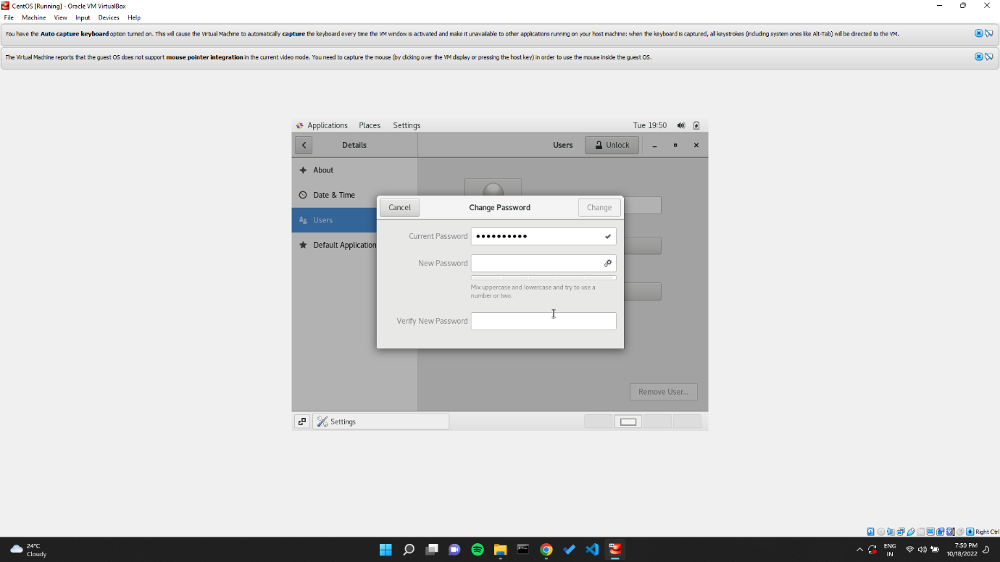 CentOS [Running] - Oracle VM VirtualBox
File Machine View Input Devices Help
You have the Auto capture keyboard option turned on. This will cause the Virtual Machine to automatically capture the keyboard every time the VM window is activated and make it unavailable to other applications running on your host machine: when the keyboard is captured, all keystrokes (including system ones like Alt-Tab) will be directed to the VM.
The Virtual Machine reports that the guest OS does not support mouse pointer integration in the current video mode. You need to capture the mouse (by clicking over the VM display or pressing the host key) in order to use the mouse inside the guest OS.
Applications Places Settings Tue 19:50
Details Users Unlock
About
Date & Time
Users
Default Application
Cancel Change Password Change
Current Password ●●●●●●●●●●
New Password
Mix uppercase and lowercase and try to use a
number or two.
Verify New Password
Remove User...
Settings
Right Ctrl
24°C
Cloudy
ENG
IN
7:50 PM
10/18/2022